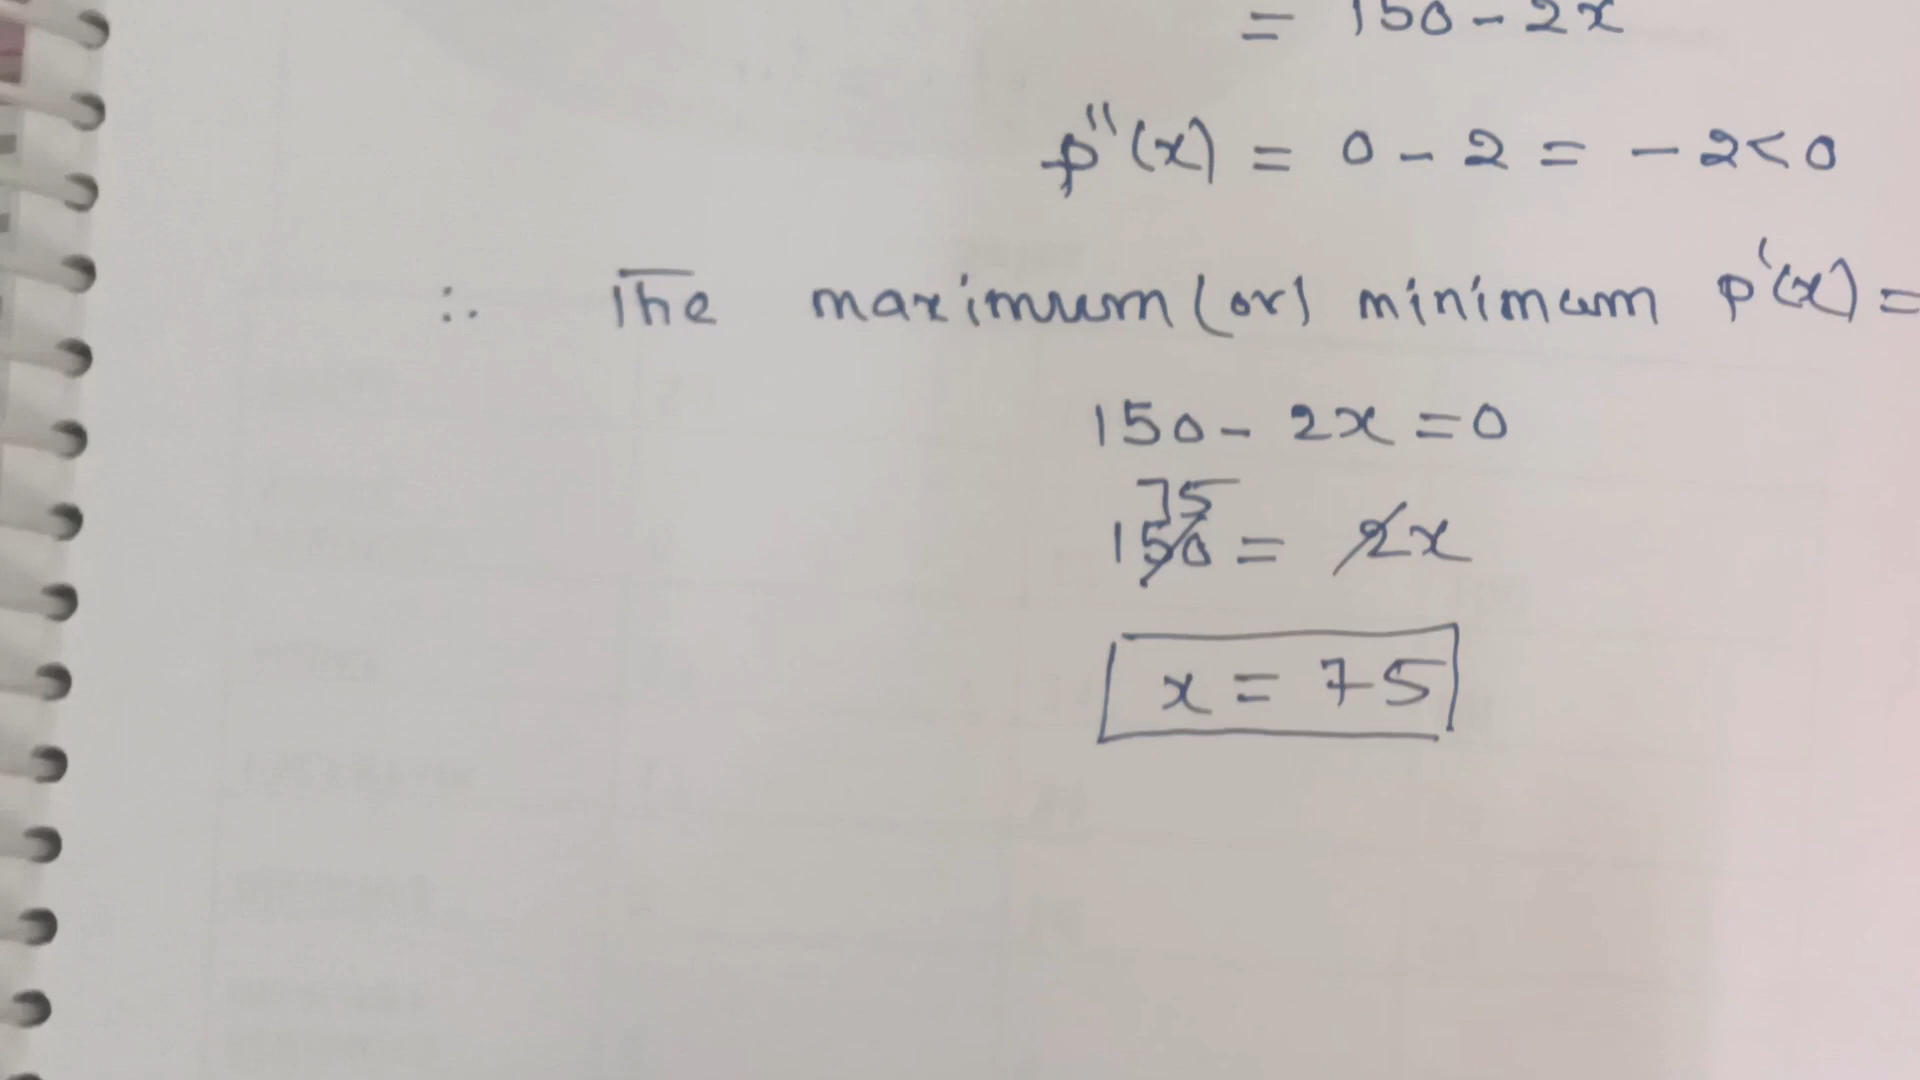 = 150 - 2x
p''(x) = 0 - 2 = - 2 < 0
∴ The maximum (or) minimum p'(x) =
150 - 2x = 0
75
150 = 2x
x = 75